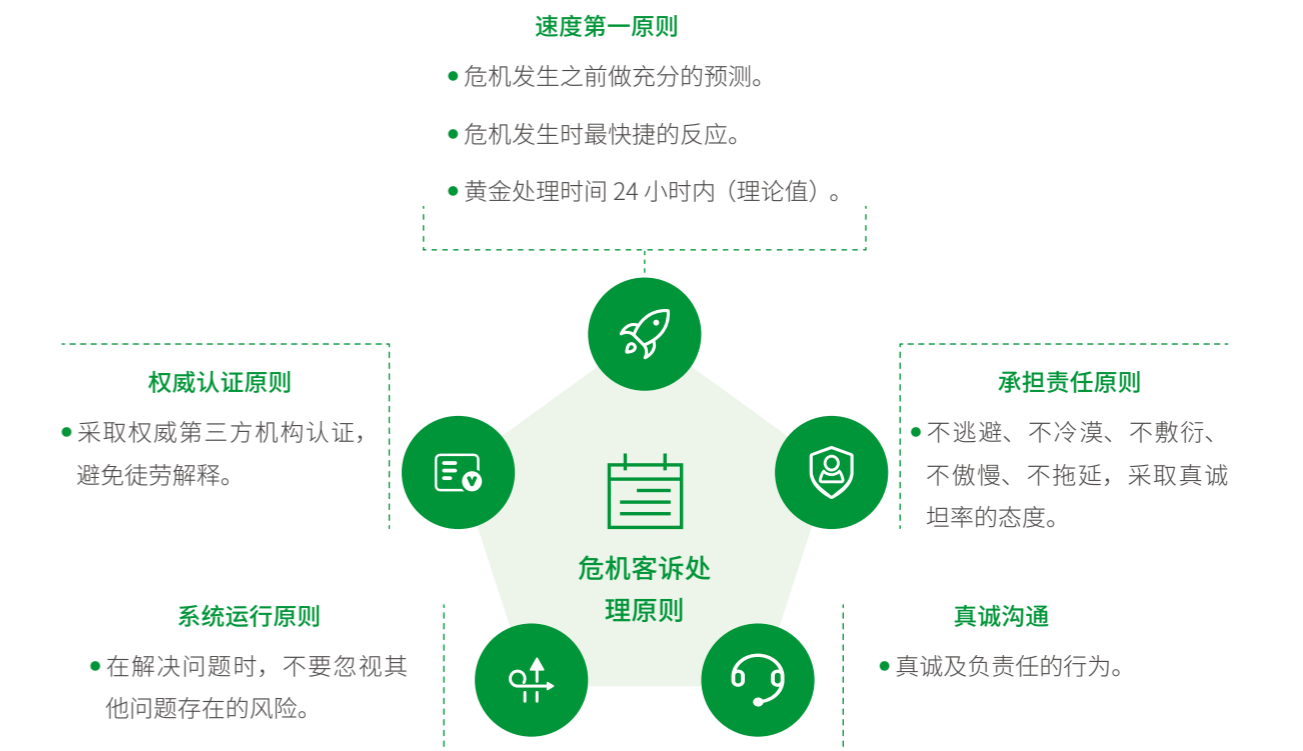 速度第一原则
危机发生之前做充分的预测。
危机发生时最快捷的反应。
黄金处理时间 24 小时内（理论值）。
权威认证原则
采取权威第三方机构认证，
避免徒劳解释。
承担责任原则
不逃避、不冷漠、不敷衍、
不傲慢、不拖延，采取真诚
坦率的态度。
危机客诉处
理原则
系统运行原则
在解决问题时，不要忽视其
他问题存在的风险。
真诚沟通
真诚及负责任的行为。